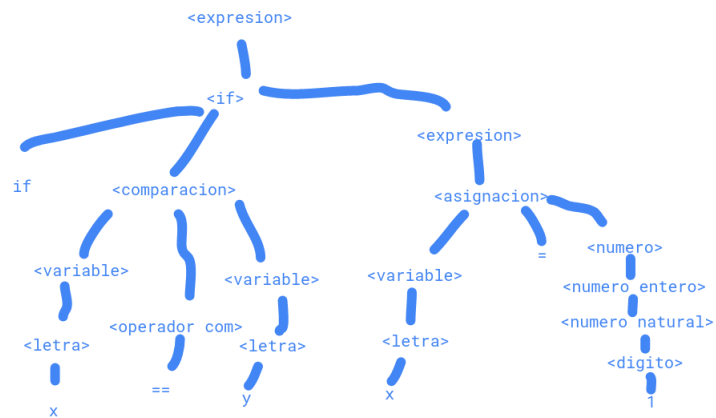 <expresion>
<if>
<expresion>
if
<comparacion>
<asignacion>
<variable>
<variable>
<variable>
=
<numero>
<numero entero>
<letra>
<operador com>
<letra>
<letra>
<numero natural>
<digito>
x
==
y
x
1